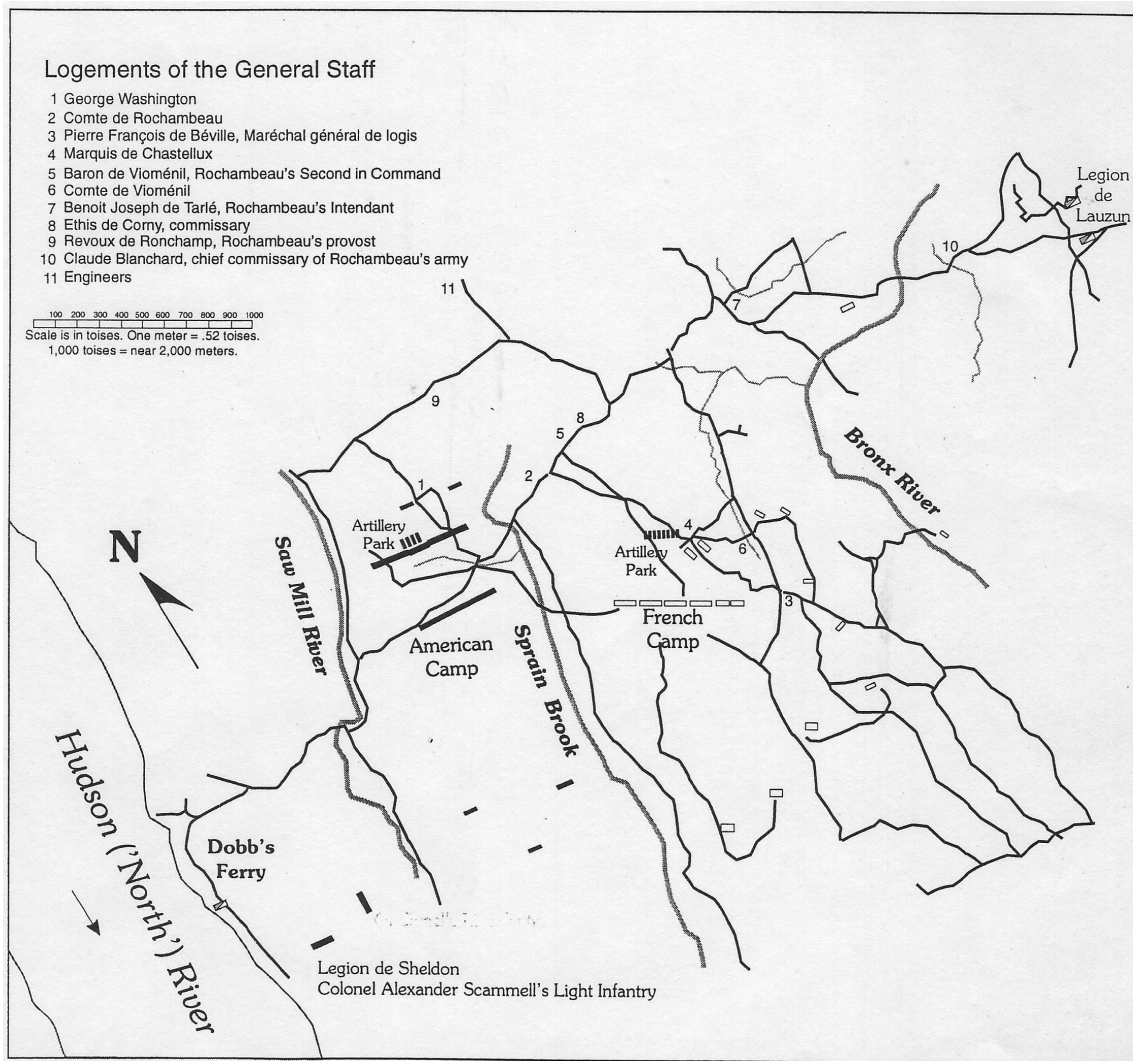 Logements of the General Staff
1 George Washington
2 Comte de Rochambeau
3 Pierre François de Béville, Maréchal général de logis
4 Marquis de Chastellux
5 Baron de Vioménil, Rochambeau's Second in Command
6 Comte de Vioménil
7 Benoit Joseph de Tarlé, Rochambeau's Intendant
8 Ethis de Corny, commissary
9 Revoux de Ronchamp, Rochambeau's provost
10 Claude Blanchard, chief commissary of Rochambeau's army
11 Engineers
100 200 300 400 500 600 700 800 900 1000
Scale is in toises. One meter = .52 toises.
1,000 toises = near 2,000 meters.
Legion
de
Lauzun
10
11
7
9
8
5
2
1
Bronx River
N
Artillery
Park
4
Artillery
Park
6
3
Saw Mill River
French
Camp
American
Camp
Sprain Brook
Hudson ('North') River
Dobb's
Ferry
Legion de Sheldon
Colonel Alexander Scammell's Light Infantry